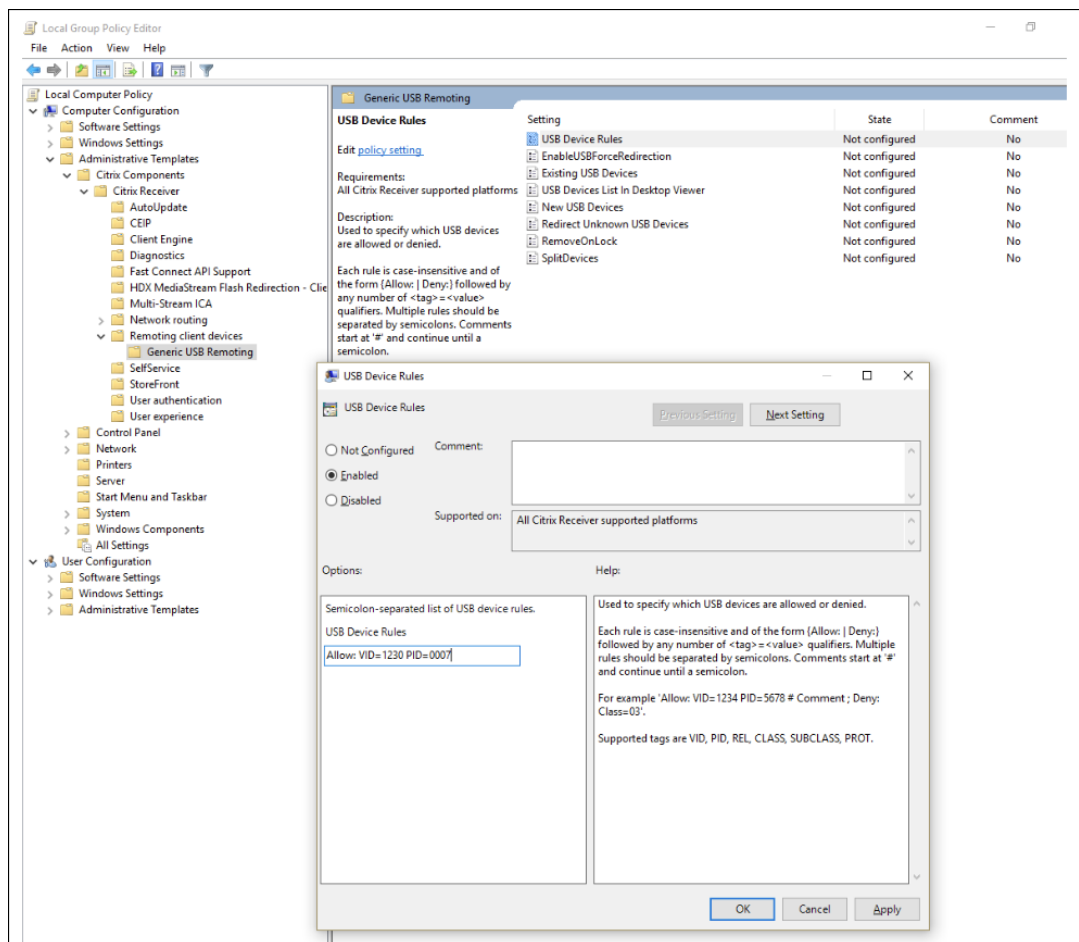 Local Group Policy Editor
File Action View Help
Local Computer Policy
Computer Configuration
Software Settings
Windows Settings
Administrative Templates
Citrix Components
Citrix Receiver
AutoUpdate
CEIP
Client Engine
Diagnostics
Fast Connect API Support
HDX MediaStream Flash Redirection - Clie
Multi-Stream ICA
Network routing
Remoting client devices
Generic USB Remoting
SelfService
StoreFront
User authentication
User experience
Control Panel
Network
Printers
Server
Start Menu and Taskbar
System
Windows Components
All Settings
User Configuration
Software Settings
Windows Settings
Administrative Templates
Generic USB Remoting
USB Device Rules
Edit policy setting
Requirements:
All Citrix Receiver supported platforms
Description:
Used to specify which USB devices
are allowed or denied.
Each rule is case-insensitive and of
the form {Allow: | Deny:} followed by
any number of <tag>=<value>
qualifiers. Multiple rules should be
separated by semicolons. Comments
start at '#' and continue until a
semicolon.
Setting State Comment
USB Device Rules Not configured No
EnableUSBForceRedirection Not configured No
Existing USB Devices Not configured No
USB Devices List In Desktop Viewer Not configured No
New USB Devices Not configured No
Redirect Unknown USB Devices Not configured No
RemoveOnLock Not configured No
SplitDevices Not configured No
USB Device Rules
USB Device Rules
Previous Setting Next Setting
Not Configured Comment:
Enabled
Disabled
Supported on: All Citrix Receiver supported platforms
Options: Help:
Semicolon-separated list of USB device rules.
USB Device Rules
Allow: VID=1230 PID=0007
Used to specify which USB devices are allowed or denied.
Each rule is case-insensitive and of the form {Allow: | Deny:}
followed by any number of <tag>=<value> qualifiers. Multiple
rules should be separated by semicolons. Comments start at '#'
and continue until a semicolon.
For example 'Allow: VID=1234 PID=5678 # Comment ; Deny:
Class=03'.
Supported tags are VID, PID, REL, CLASS, SUBCLASS, PROT.
OK Cancel Apply